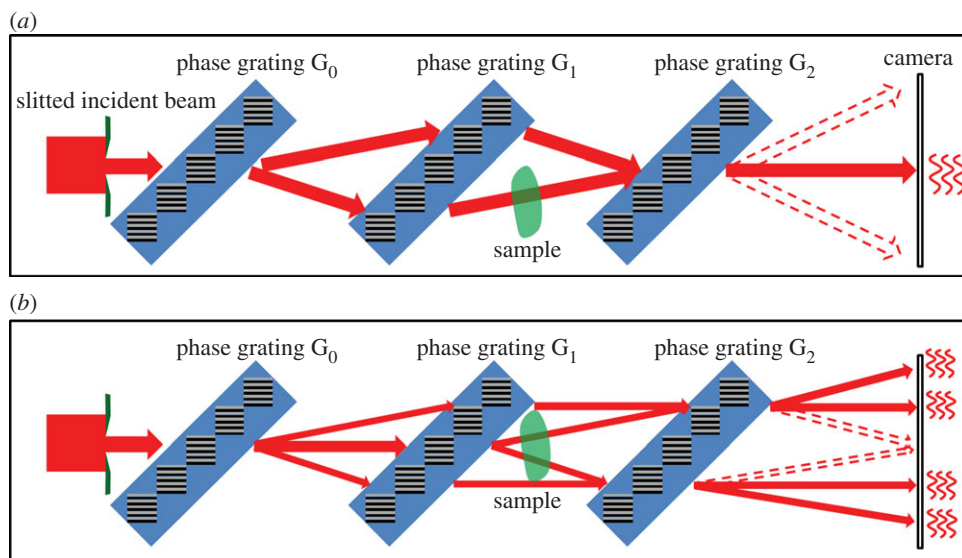 (a)
phase grating G₀ phase grating G₁ phase grating G₂ camera
slitted incident beam
sample
(b)
phase grating G₀ phase grating G₁ phase grating G₂
sample